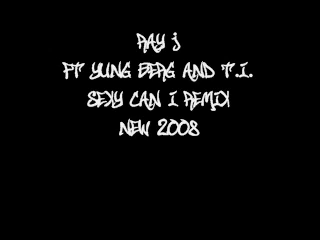 RAY J
FT YUNG BERG AND T.I.
SEXY CAN I REMIX
NEW 2008